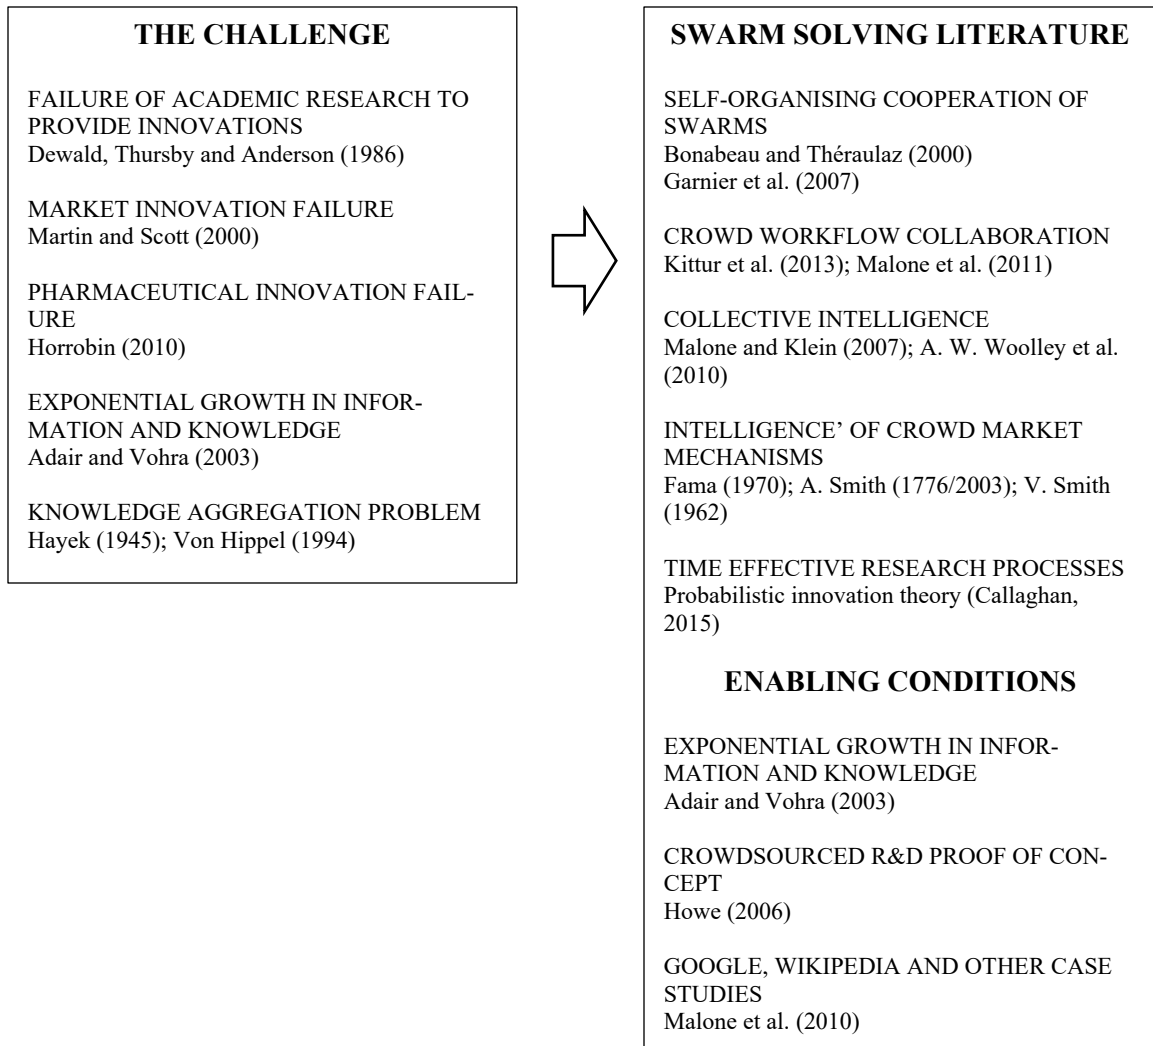 THE CHALLENGE
FAILURE OF ACADEMIC RESEARCH TO
PROVIDE INNOVATIONS
Dewald, Thursby and Anderson (1986)
MARKET INNOVATION FAILURE
Martin and Scott (2000)
PHARMACEUTICAL INNOVATION FAIL-
URE
Horrobin (2010)
EXPONENTIAL GROWTH IN INFOR-
MATION AND KNOWLEDGE
Adair and Vohra (2003)
KNOWLEDGE AGGREGATION PROBLEM
Hayek (1945); Von Hippel (1994)
SWARM SOLVING LITERATURE
SELF-ORGANISING COOPERATION OF
SWARMS
Bonabeau and Théraulaz (2000)
Garnier et al. (2007)
CROWD WORKFLOW COLLABORATION
Kittur et al. (2013); Malone et al. (2011)
COLLECTIVE INTELLIGENCE
Malone and Klein (2007); A. W. Woolley et al.
(2010)
INTELLIGENCE’ OF CROWD MARKET
MECHANISMS
Fama (1970); A. Smith (1776/2003); V. Smith
(1962)
TIME EFFECTIVE RESEARCH PROCESSES
Probabilistic innovation theory (Callaghan,
2015)
ENABLING CONDITIONS
EXPONENTIAL GROWTH IN INFOR-
MATION AND KNOWLEDGE
Adair and Vohra (2003)
CROWDSOURCED R&D PROOF OF CON-
CEPT
Howe (2006)
GOOGLE, WIKIPEDIA AND OTHER CASE
STUDIES
Malone et al. (2010)